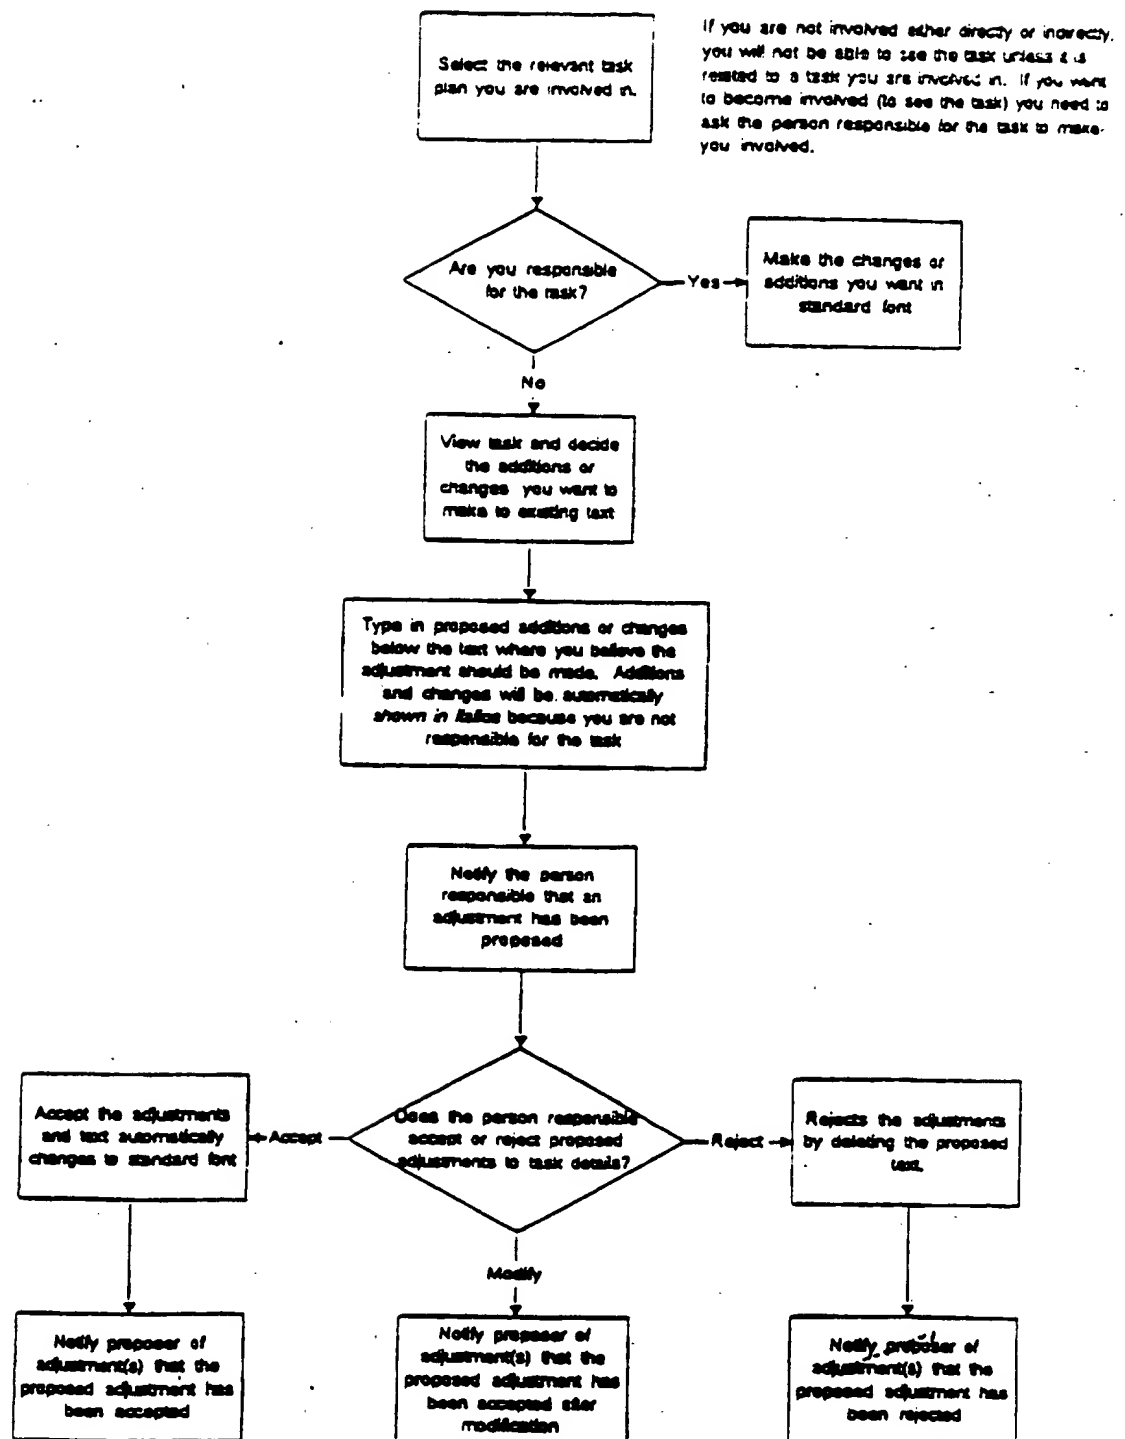 Select the relevant task
plan you are involved in.
If you are not involved either directly or indirectly,
you will not be able to see the task unless it is
related to a task you are involved in. If you want
to become involved (to see the task) you need to
ask the person responsible for the task to make
you involved.
Are you responsible
for the task?
Yes
Make the changes or
additions you want in
standard font
No
View task and decide
the additions or
changes you want to
make to existing text
Type in proposed additions or changes
below the text where you believe the
adjustment should be made. Additions
and changes will be automatically
shown in italics because you are not
responsible for the task
Notify the person
responsible that an
adjustment has been
proposed
Does the person responsible
accept or reject proposed
adjustments to task details?
Accept
Accept the adjustments
and text automatically
changes to standard font
Reject
Rejects the adjustments
by deleting the proposed
text.
Modify
Notify proposer of
adjustment(s) that the
proposed adjustment has
been accepted
Notify proposer of
adjustment(s) that the
proposed adjustment has
been accepted after
modification
Notify proposer of
adjustment(s) that the
proposed adjustment has
been rejected